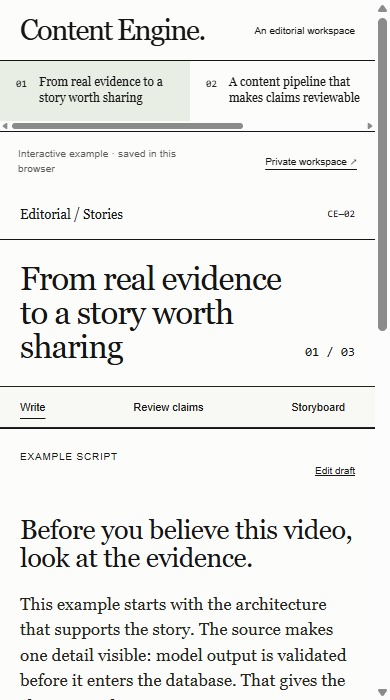 Content Engine.
An editorial workspace
01 From real evidence to a
story worth sharing
02 A content pipeline that
makes claims reviewable
Interactive example · saved in this
browser
Private workspace ↗
Editorial / Stories
CE—02
From real evidence
to a story worth
sharing
01 / 03
Write
Review claims
Storyboard
EXAMPLE SCRIPT
Edit draft
Before you believe this video,
look at the evidence.
This example starts with the architecture
that supports the story. The source makes
one detail visible: model output is validated
before it enters the database. That gives the